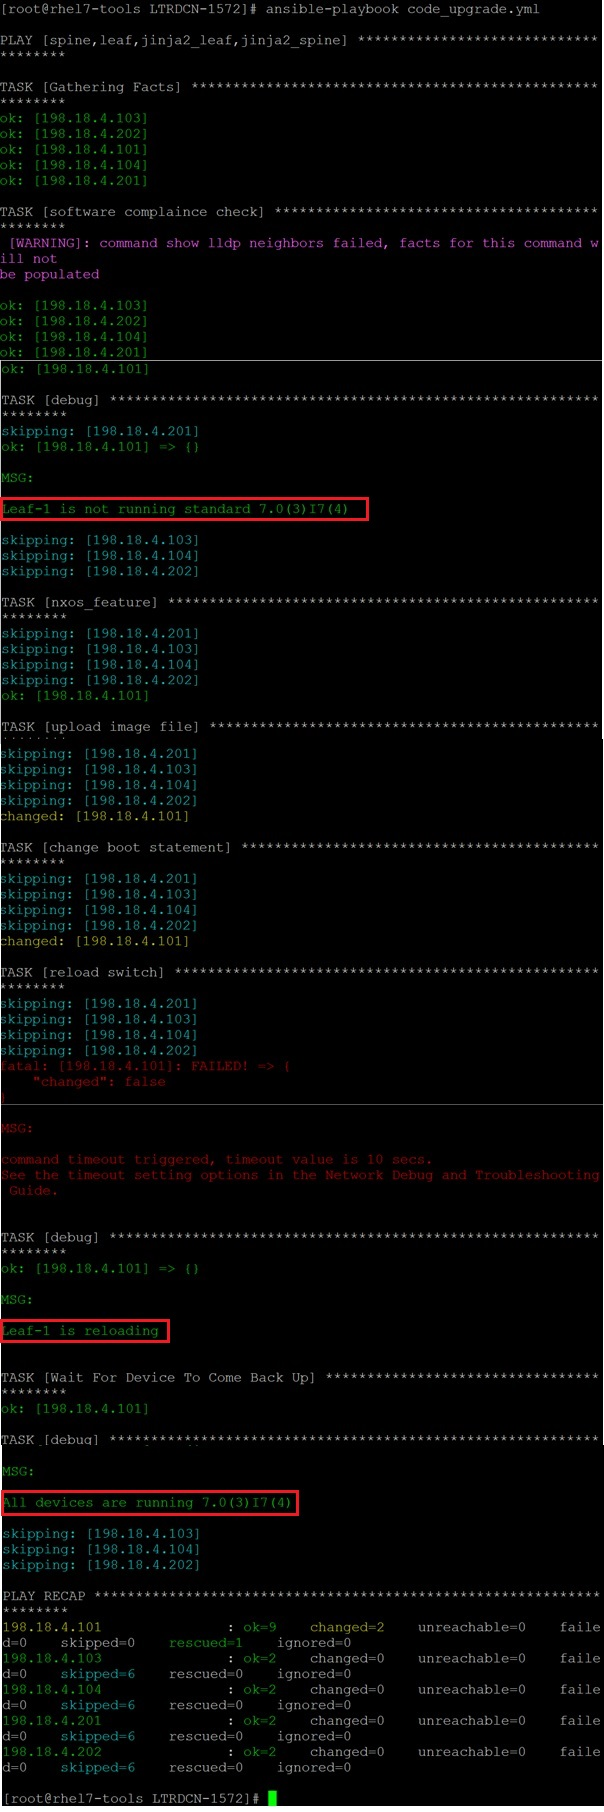 [root@rhel7-tools LTRDCN-1572]# ansible-playbook code_upgrade.yml
PLAY [spine,leaf,jinja2_leaf,jinja2_spine] *****************************
********
TASK [Gathering Facts] *************************************************
********
ok: [198.18.4.103]
ok: [198.18.4.202]
ok: [198.18.4.101]
ok: [198.18.4.104]
ok: [198.18.4.201]
TASK [software complaince check] ***************************************
********
[WARNING]: command show lldp neighbors failed, facts for this command w
ill not
be populated
ok: [198.18.4.103]
ok: [198.18.4.202]
ok: [198.18.4.104]
ok: [198.18.4.201]
ok: [198.18.4.101]
TASK [debug] ***********************************************************
********
skipping: [198.18.4.201]
ok: [198.18.4.101] => {}
MSG:
Leaf-1 is not running standard 7.0(3)I7(4)
skipping: [198.18.4.103]
skipping: [198.18.4.104]
skipping: [198.18.4.202]
TASK [nxos_feature] ****************************************************
********
skipping: [198.18.4.201]
skipping: [198.18.4.103]
skipping: [198.18.4.104]
skipping: [198.18.4.202]
ok: [198.18.4.101]
TASK [upload image file] ***********************************************
skipping: [198.18.4.201]
skipping: [198.18.4.103]
skipping: [198.18.4.104]
skipping: [198.18.4.202]
changed: [198.18.4.101]
TASK [change boot statement] *******************************************
********
skipping: [198.18.4.201]
skipping: [198.18.4.103]
skipping: [198.18.4.104]
skipping: [198.18.4.202]
changed: [198.18.4.101]
TASK [reload switch] ***************************************************
********
skipping: [198.18.4.201]
skipping: [198.18.4.103]
skipping: [198.18.4.104]
skipping: [198.18.4.202]
fatal: [198.18.4.101]: FAILED! => {
"changed": false
}
MSG:
command timeout triggered, timeout value is 10 secs.
See the timeout setting options in the Network Debug and Troubleshooting
Guide.
TASK [debug] ***********************************************************
********
ok: [198.18.4.101] => {}
MSG:
Leaf-1 is reloading
TASK [Wait For Device To Come Back Up] *********************************
********
ok: [198.18.4.101]
TASK [debug] ***********************************************************
MSG:
All devices are running 7.0(3)I7(4)
skipping: [198.18.4.103]
skipping: [198.18.4.104]
skipping: [198.18.4.202]
PLAY RECAP *************************************************************
********
198.18.4.101 : ok=9 changed=2 unreachable=0 faile
d=0 skipped=0 rescued=1 ignored=0
198.18.4.103 : ok=2 changed=0 unreachable=0 faile
d=0 skipped=6 rescued=0 ignored=0
198.18.4.104 : ok=2 changed=0 unreachable=0 faile
d=0 skipped=6 rescued=0 ignored=0
198.18.4.201 : ok=2 changed=0 unreachable=0 faile
d=0 skipped=6 rescued=0 ignored=0
198.18.4.202 : ok=2 changed=0 unreachable=0 faile
d=0 skipped=6 rescued=0 ignored=0
[root@rhel7-tools LTRDCN-1572]#